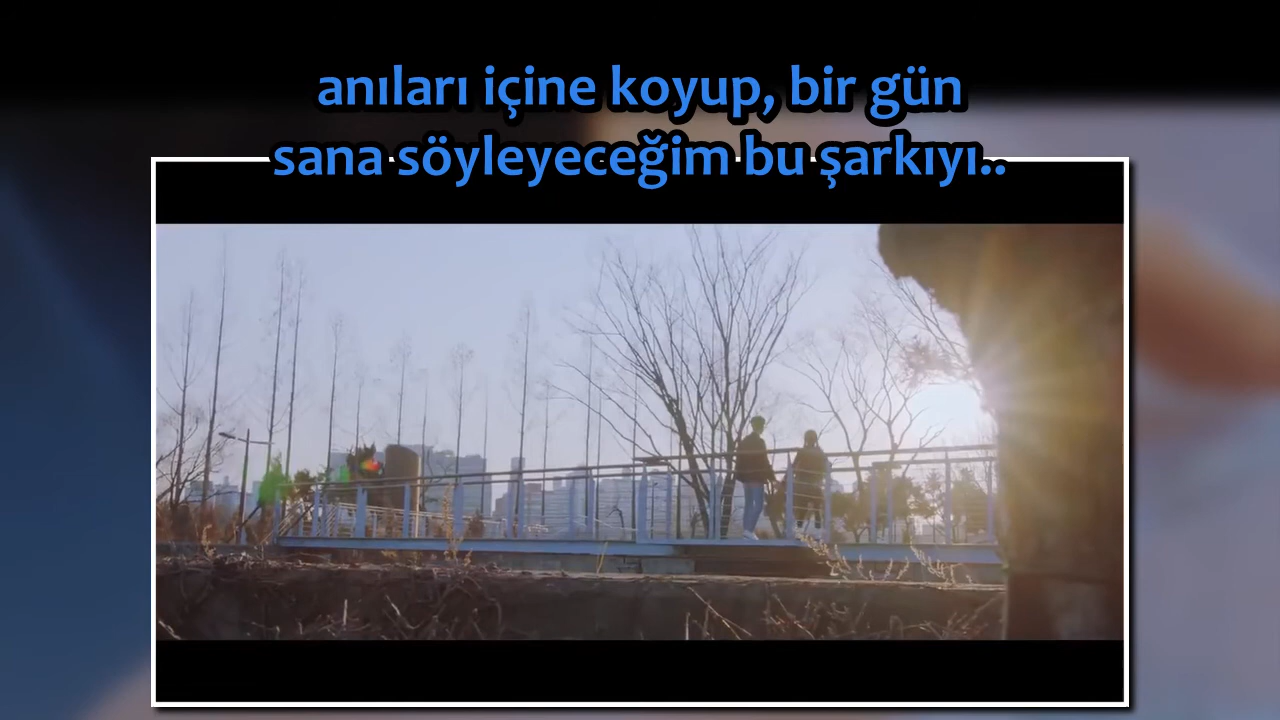 anıları içine koyup, bir gün
sana söyleyeceğim bu şarkıyı..